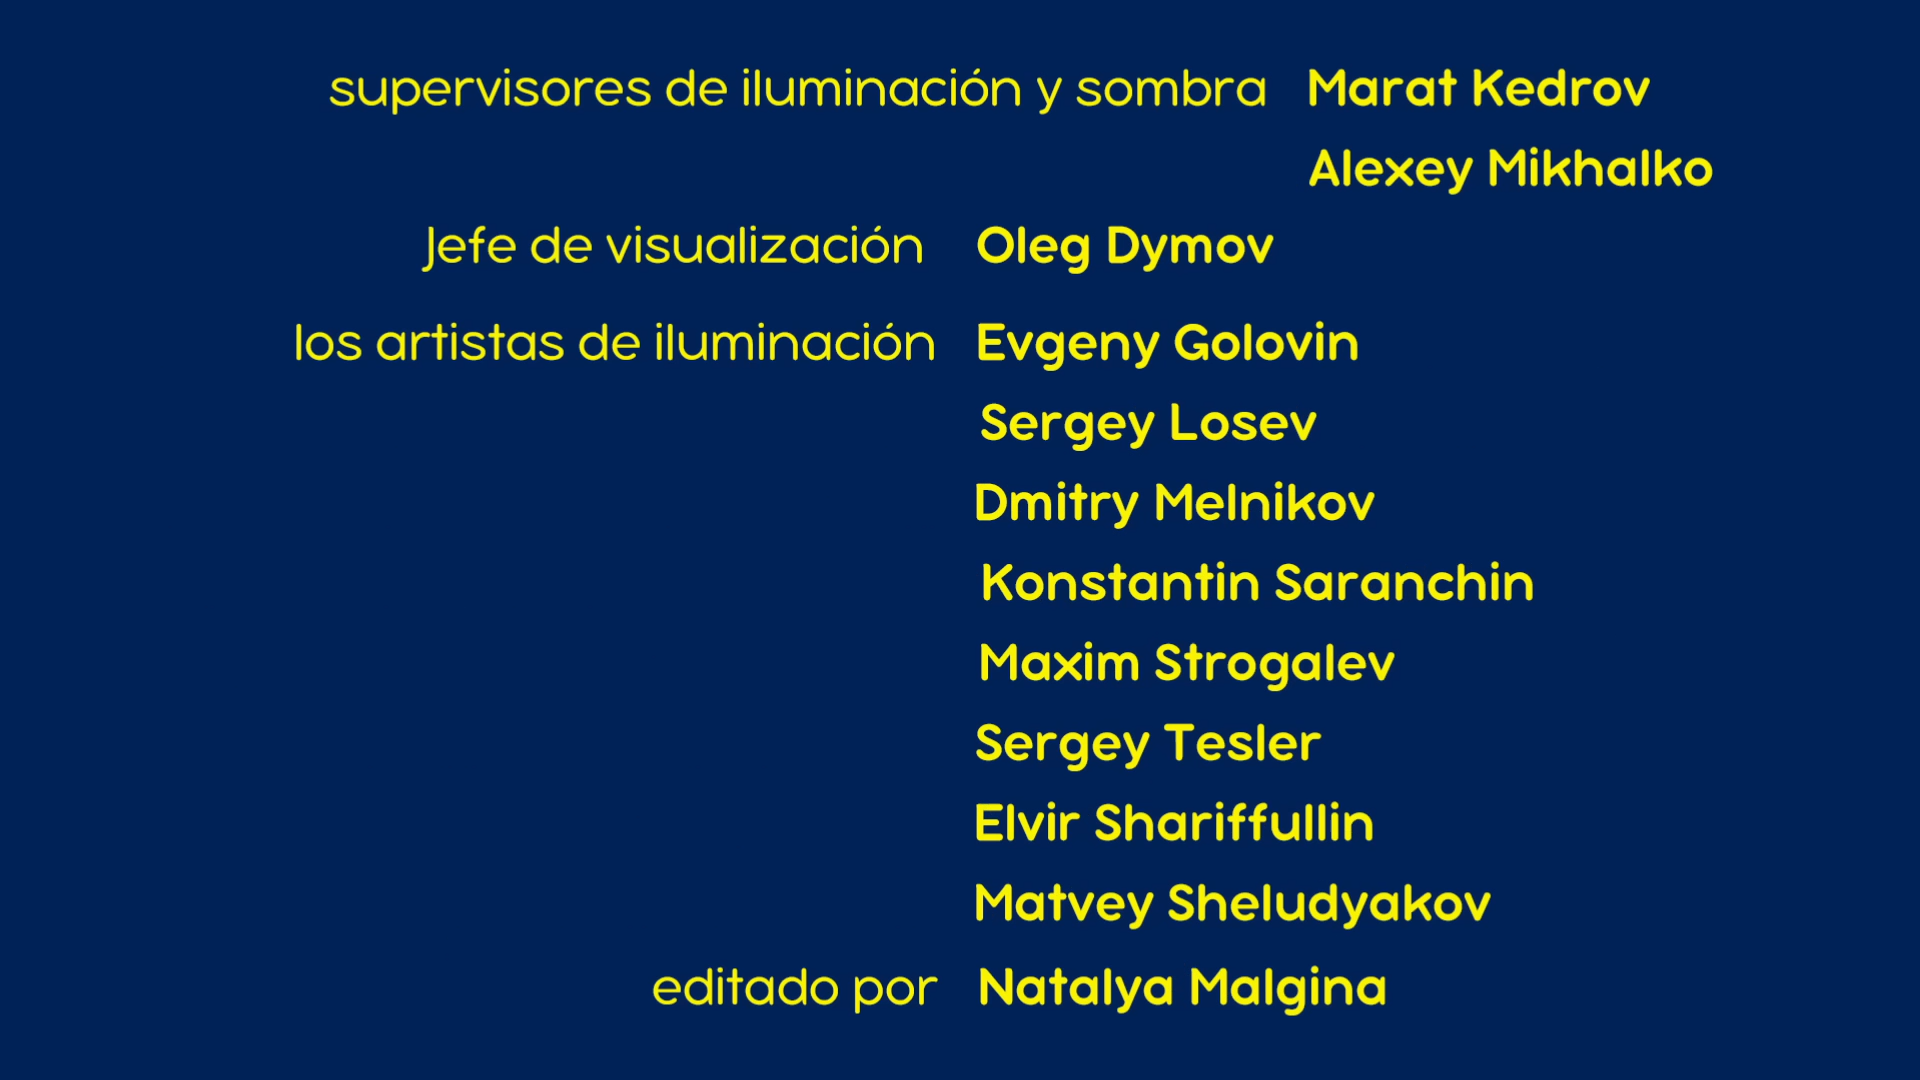 supervisores de iluminación y sombra Marat Kedrov
Alexey Mikhalko
Jefe de visualización Oleg Dymov
los artistas de iluminación Evgeny Golovin
Sergey Losev
Dmitry Melnikov
Konstantin Saranchin
Maxim Strogalev
Sergey Tesler
Elvir Shariffullin
Matvey Sheludyakov
editado por Natalya Malgina